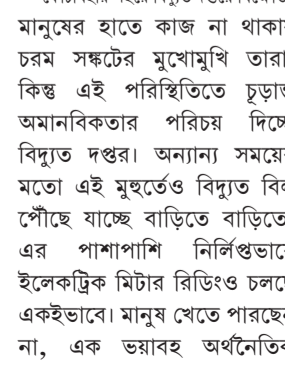 মানুষের হাতে কাজ না থাকা
চরম সঙ্কটের মুখোমুখি তারা
কিন্তু এই পরিস্থিতিতে চূড়া
অমানবিকতার পরিচয় দিচ্ছে
বিদ্যুত দপ্তর। অন্যান্য সময়ে
মতো এই মুহূর্তেও বিদ্যুত বিল
পৌঁছে যাচ্ছে বাড়িতে বাড়িতে
এর পাশাপাশি নির্লিপ্তভাবে
ইলেকট্রিক মিটার রিডিংও চলছে
একইভাবে। মানুষ খেতে পারছেন
না, এক ভয়াবহ অর্থনৈতিক